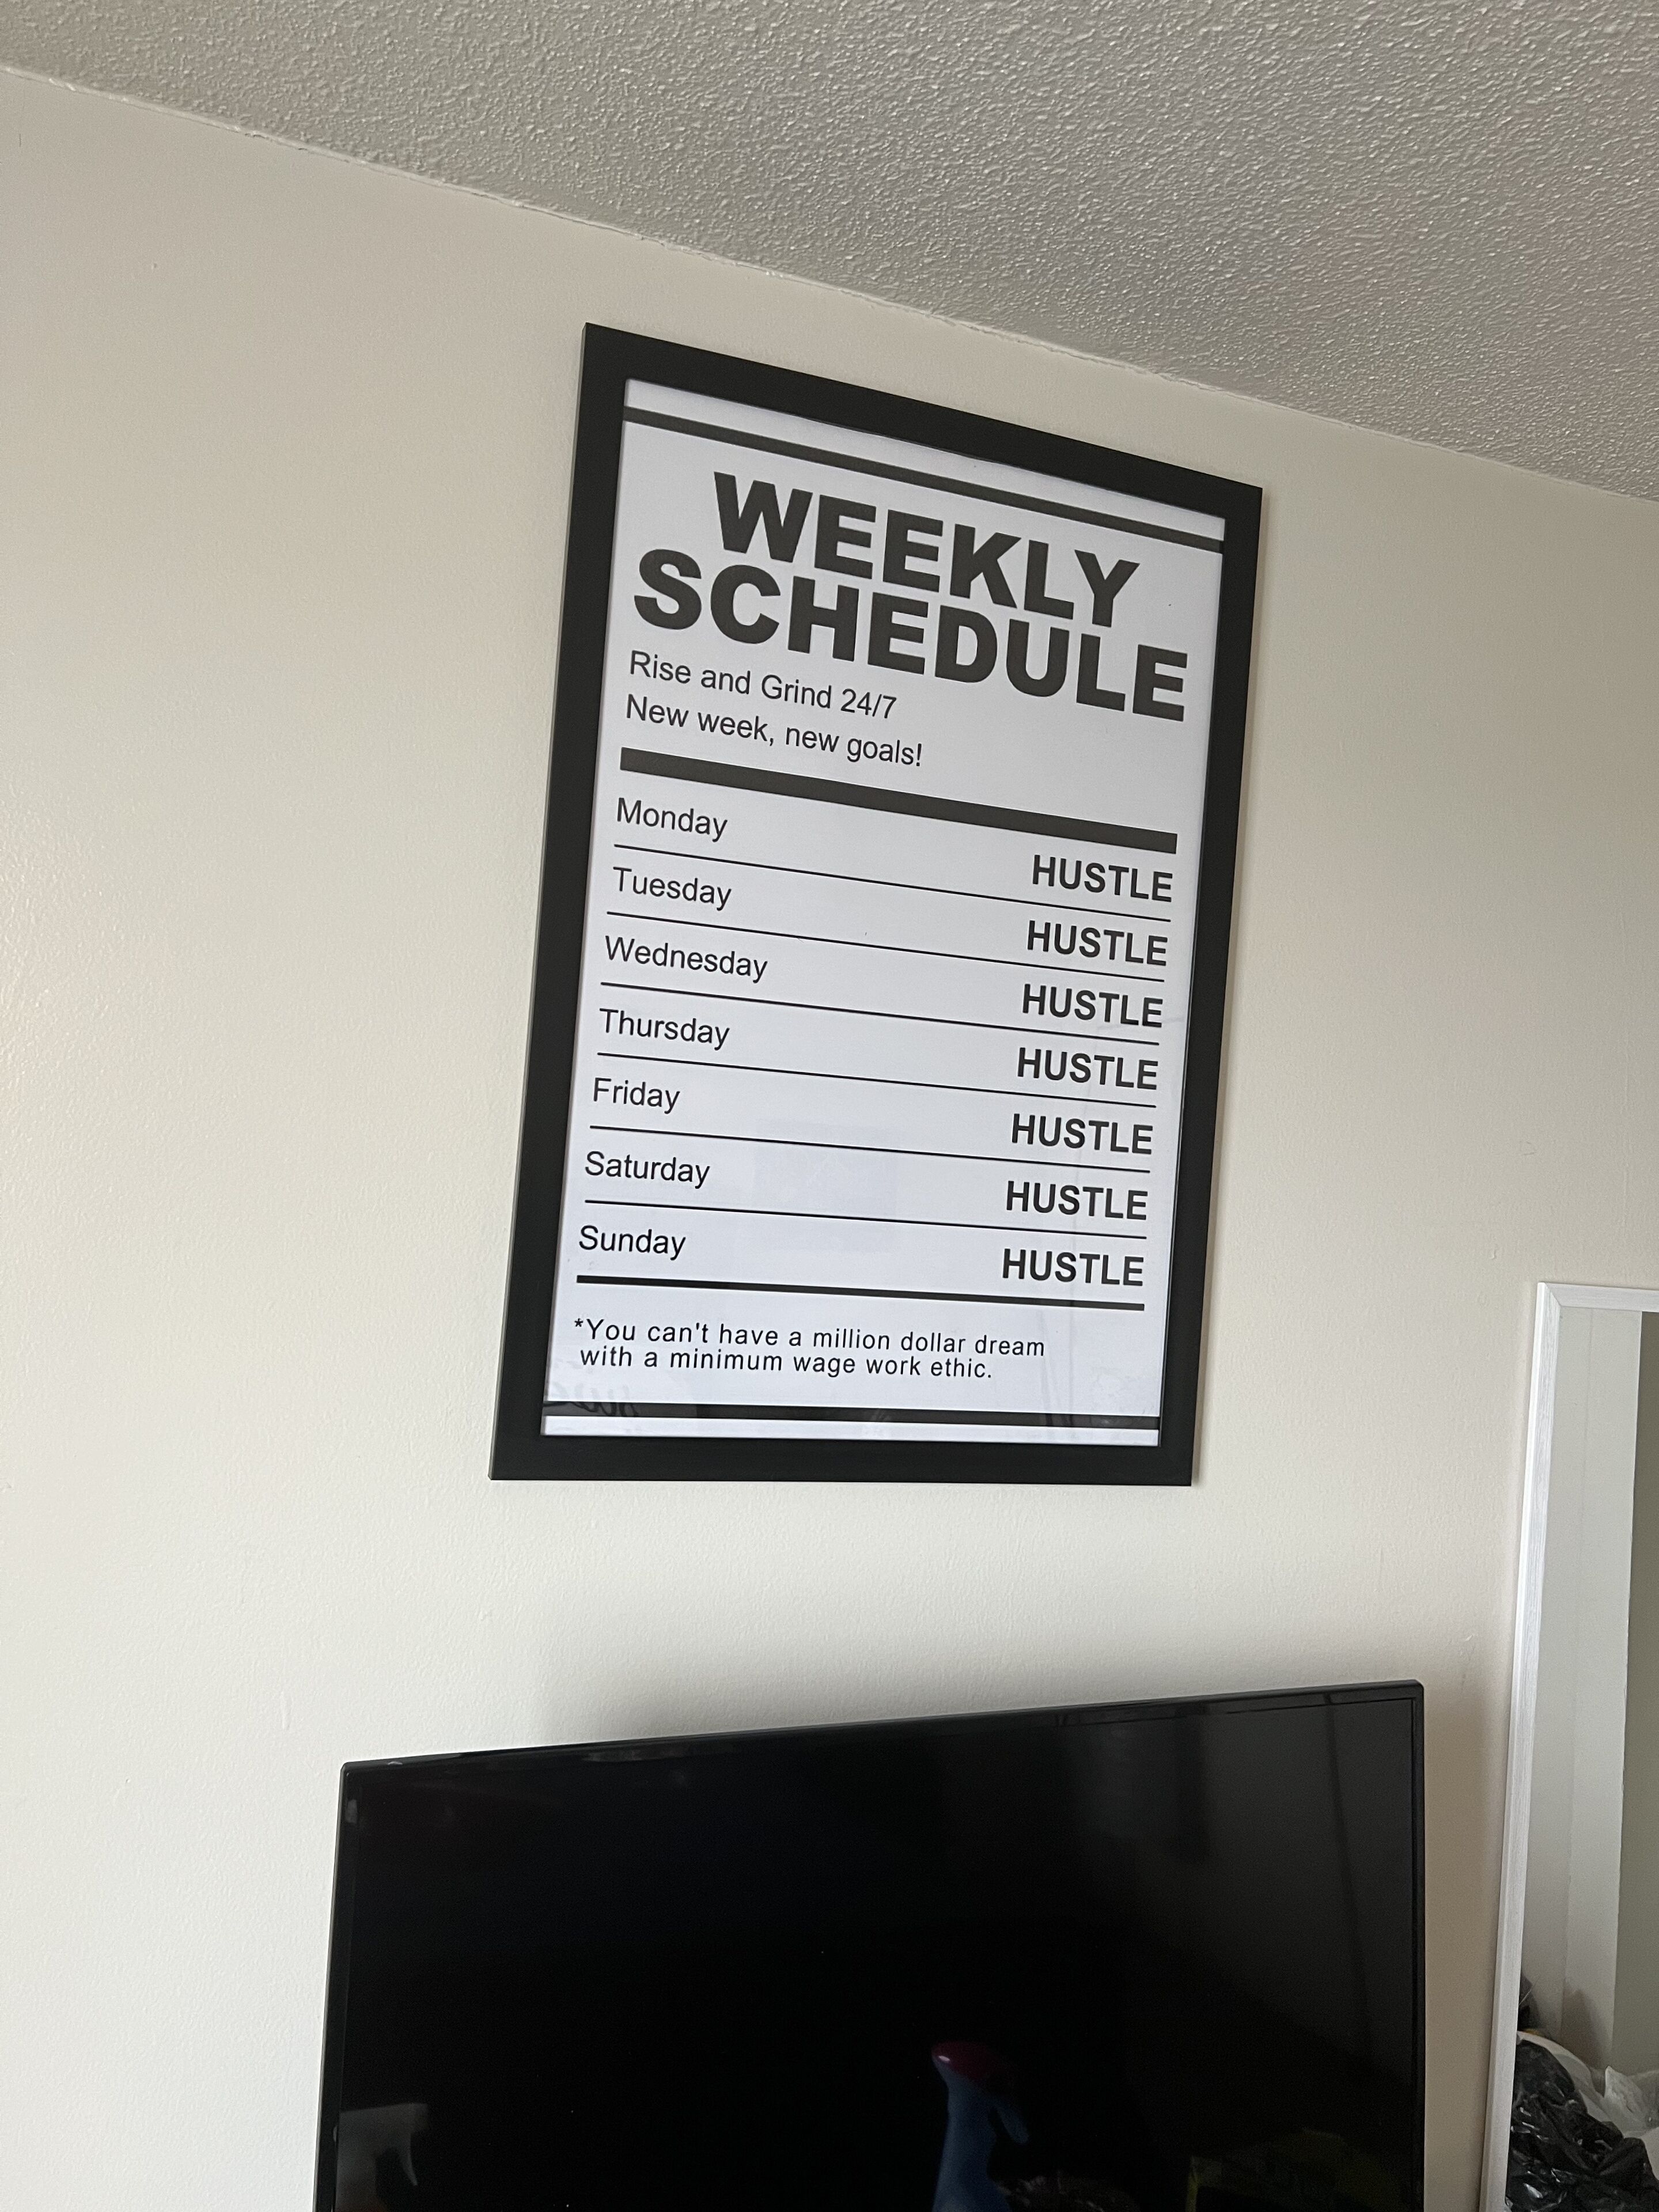 WEEKLY
SCHEDULE
Rise and Grind 24/7
New week, new goals!
Monday HUSTLE
Tuesday HUSTLE
Wednesday HUSTLE
Thursday HUSTLE
Friday HUSTLE
Saturday HUSTLE
Sunday HUSTLE
*You can't have a million dollar dream
with a minimum wage work ethic.